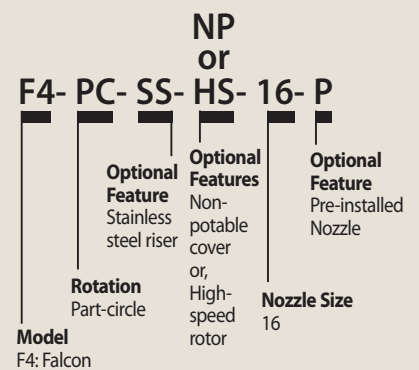 NP
or
F4- PC- SS- HS- 16- P
Optional
Feature
Stainless
steel riser
Optional
Features
Non-
potable
cover
or,
High-
speed
rotor
Optional
Feature
Pre-installed
Nozzle
Rotation
Part-circle
Nozzle Size
16
Model
F4: Falcon